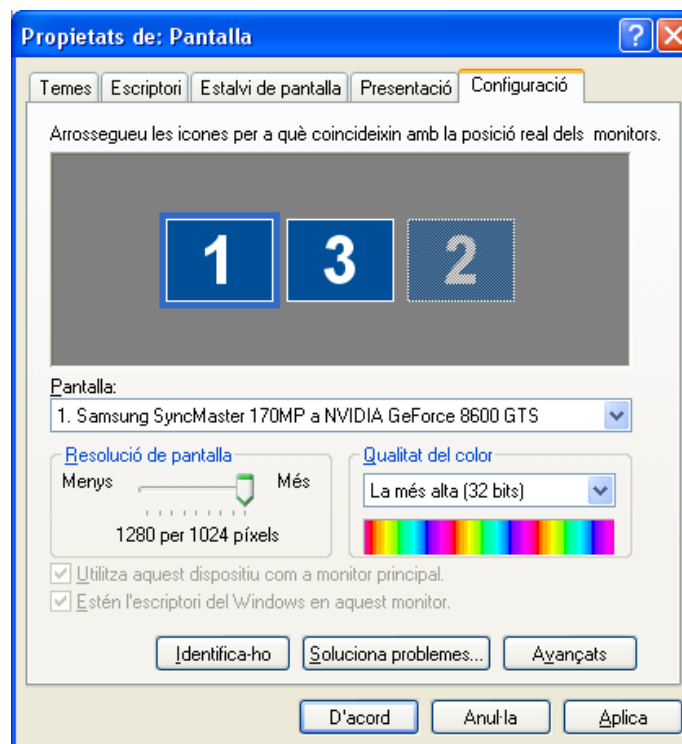 Propietats de: Pantalla
Temes Escriptori Estalvi de pantalla Presentació Configuració
Arrossegueu les icones per a què coincideixin amb la posició real dels monitors.
1 3 2
Pantalla:
1. Samsung SyncMaster 170MP a NVIDIA GeForce 8600 GTS
Resolució de pantalla
Menys Més
1280 per 1024 píxels
Qualitat del color
La més alta (32 bits)
Utilitza aquest dispositiu com a monitor principal.
Estén l'escriptori del Windows en aquest monitor.
Identifica-ho Soluciona problemes... Avançats
D'acord Anul·la Aplica